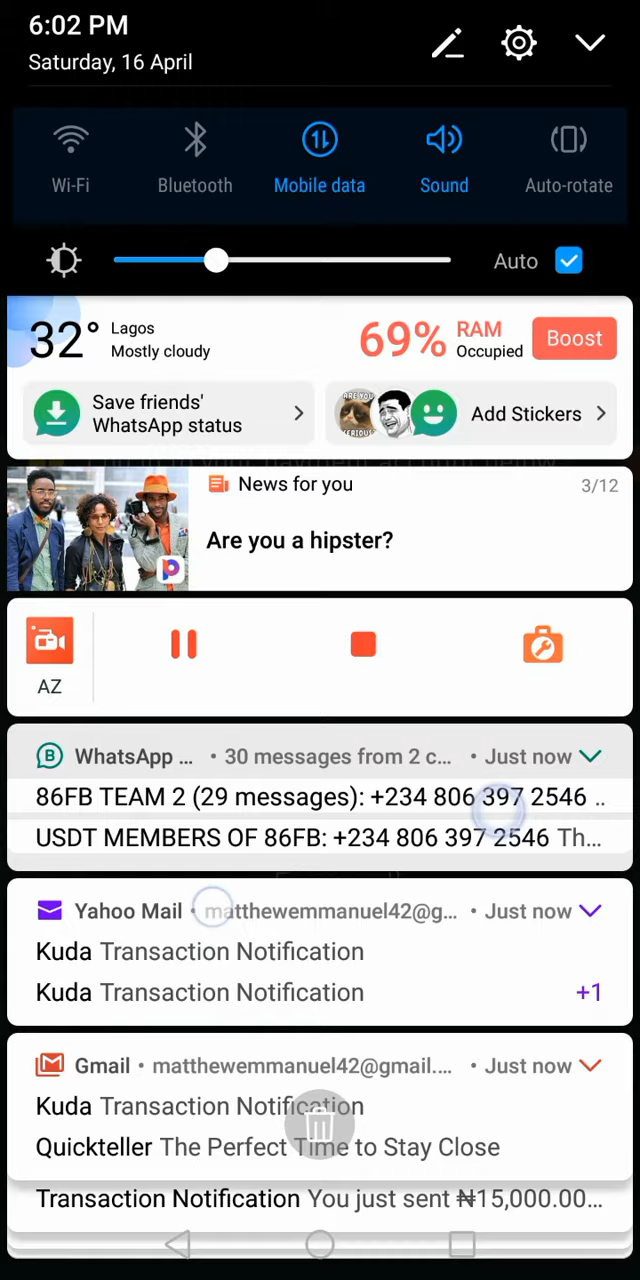 6:02 PM
Saturday, 16 April
Wi-Fi
Bluetooth
Mobile data
Sound
Auto-rotate
Auto
32°
Lagos
Mostly cloudy
69%
RAM
Occupied
Boost
Save friends'
WhatsApp status
ARE YOU
SERIOUS
Add Stickers
News for you
3/12
Are you a hipster?
AZ
WhatsApp ... • 30 messages from 2 c... • Just now
86FB TEAM 2 (29 messages): +234 806 397 2546 ..
USDT MEMBERS OF 86FB: +234 806 397 2546 Th...
Yahoo Mail • matthewemmanuel42@g... • Just now
Kuda Transaction Notification
Kuda Transaction Notification
+1
Gmail • matthewemmanuel42@gmail.... • Just now
Kuda Transaction Notification
Quickteller The Perfect Time to Stay Close
Transaction Notification You just sent ₦15,000.00...